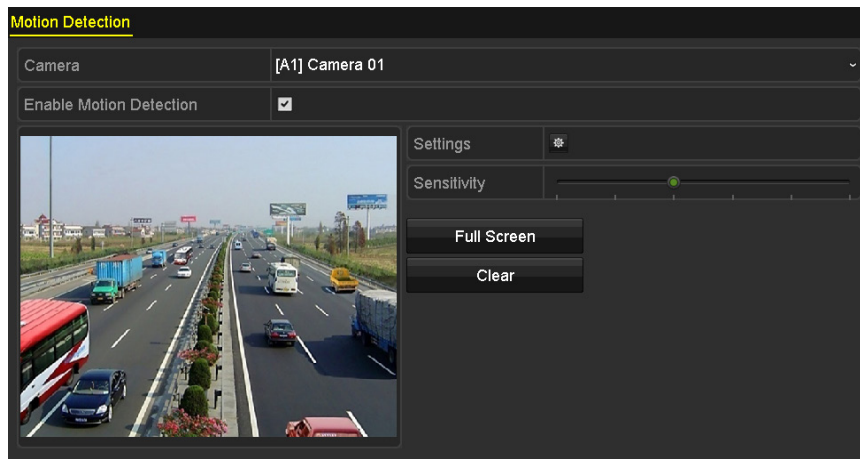 Motion Detection
Camera [A1] Camera 01
Enable Motion Detection
Settings
Sensitivity
Full Screen
Clear